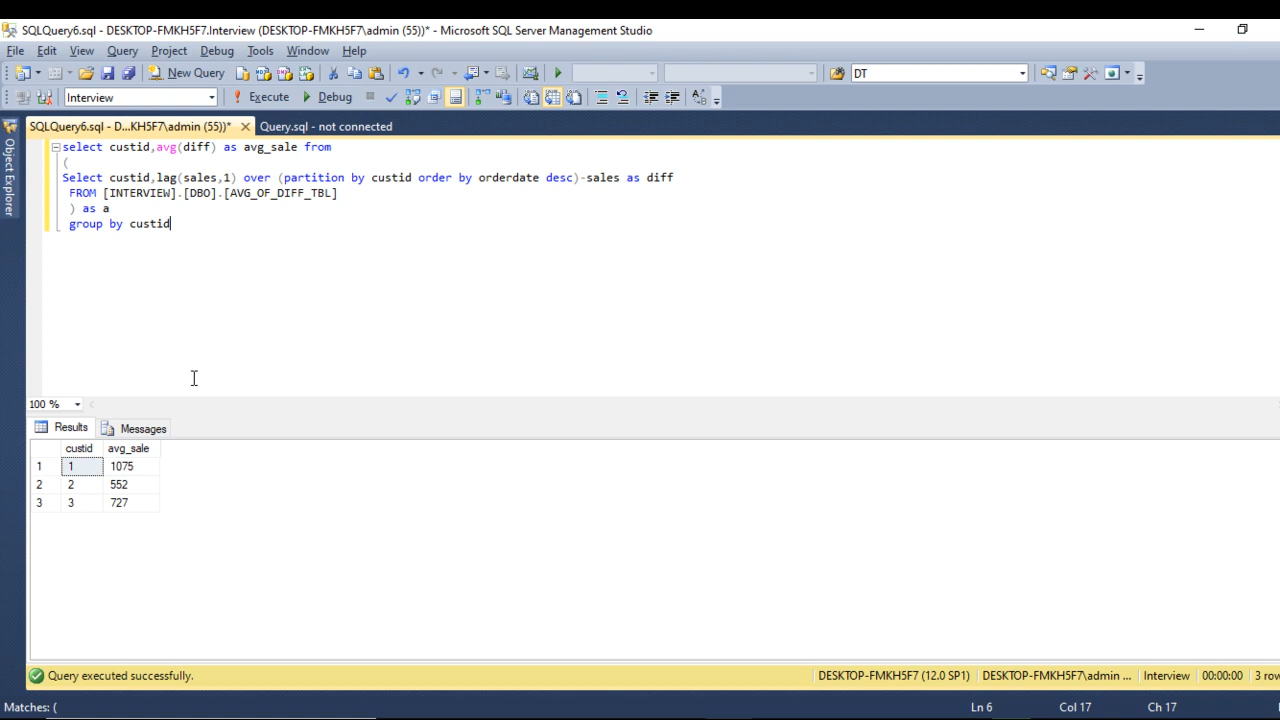 SQLQuery6.sql - DESKTOP-FMKH5F7.Interview (DESKTOP-FMKH5F7\admin (55))* - Microsoft SQL Server Management Studio
File Edit View Query Project Debug Tools Window Help
New Query DT
Interview Execute Debug
SQLQuery6.sql - D...KH5F7\admin (55))* Query.sql - not connected
Object Explorer
select custid,avg(diff) as avg_sale from
(
Select custid,lag(sales,1) over (partition by custid order by orderdate desc)-sales as diff
FROM [INTERVIEW].[DBO].[AVG_OF_DIFF_TBL]
) as a
group by custid
100 %
Results Messages
custid avg_sale
1 1 1075
2 2 552
3 3 727
Query executed successfully. DESKTOP-FMKH5F7 (12.0 SP1) DESKTOP-FMKH5F7\admin ... Interview 00:00:00 3 row
Matches: ( Ln 6 Col 17 Ch 17